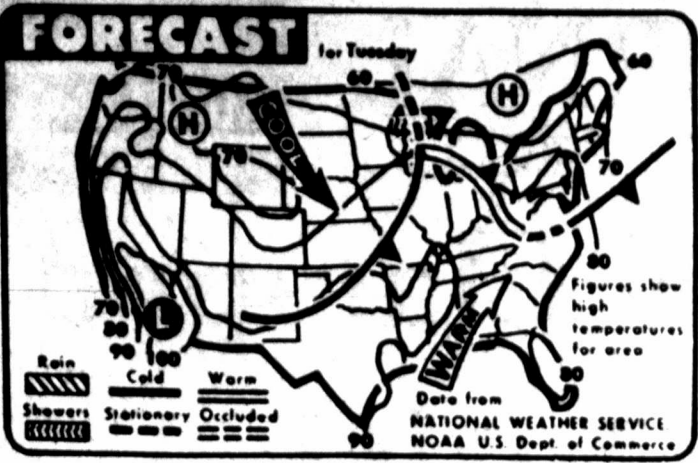 FORECAST
for Tuesday
70
60
60
H
H
COOL
70
70
80
70
80
90
100
L
WARM
80
90
Figures show
high
temperatures
for area
Rain
Cold
Warm
Showers
Stationary
Occluded
Data from
NATIONAL WEATHER SERVICE
NOAA U.S. Dept. of Commerce